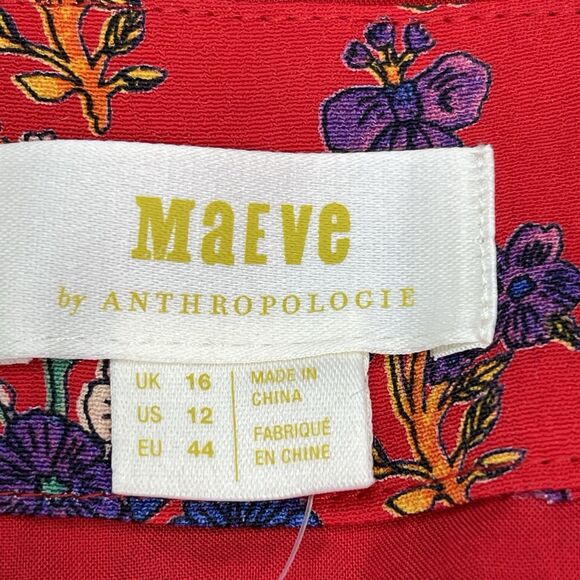 MaEve
by ANTHROPOLOGIE
UK 16
US 12
EU 44
MADE IN
CHINA
FABRIQUÉ
EN CHINE